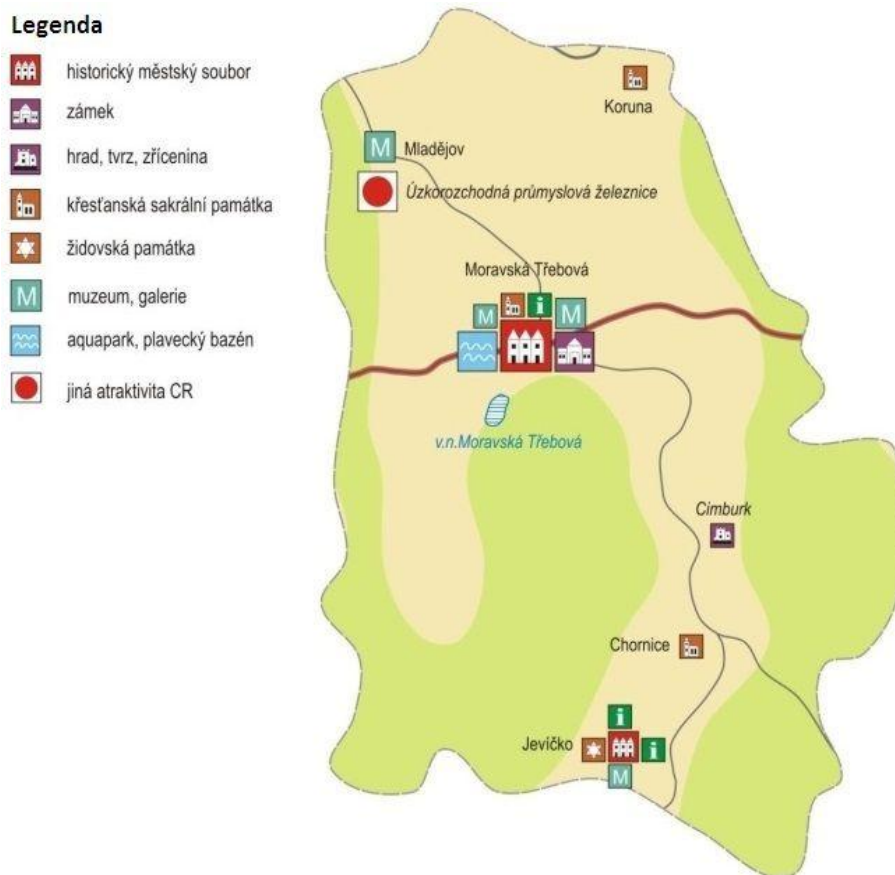 Legenda
historický městský soubor
zámek
hrad, tvrz, zřícenina
křesťanská sakrální památka
židovská památka
M
muzeum, galerie
aquapark, plavecký bazén
jiná atraktivita CR
Koruna
M
Mladějov
Úzkorozchodná průmyslová železnice
Moravská Třebová
M
i
M
v.n.Moravská Třebová
Cimburk
Chornice
i
Jevíčko
i
M